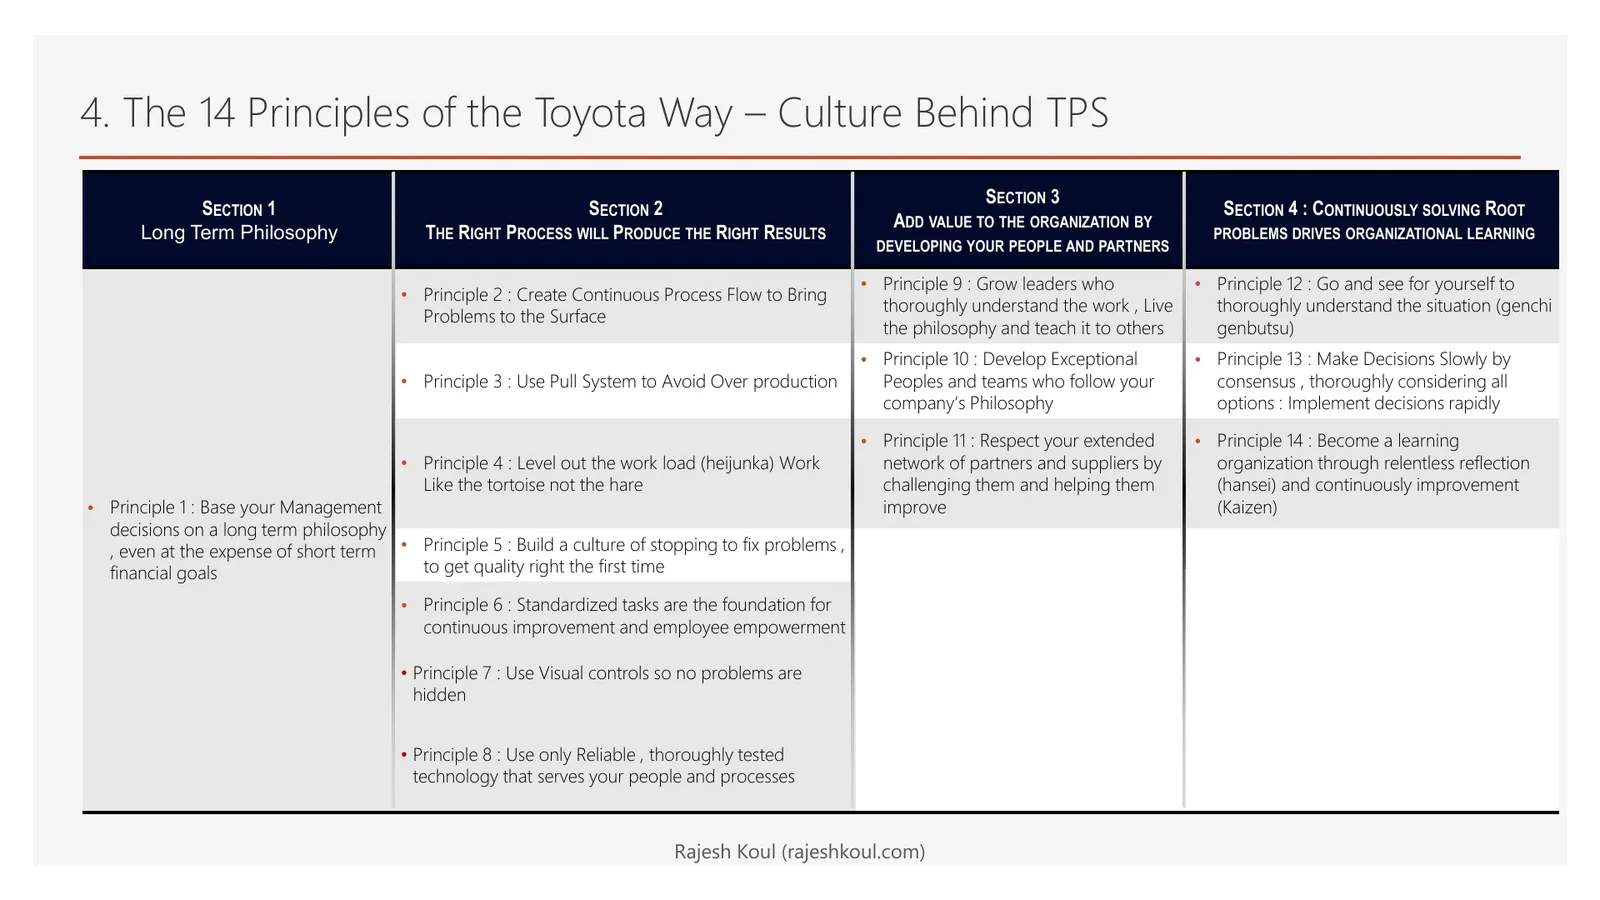 4. The 14 Principles of the Toyota Way – Culture Behind TPS
Section 1
Long Term Philosophy
Section 2
The Right Process will Produce the Right Results
Section 3
Add value to the organization by
developing your people and partners
Section 4 : Continuously solving Root
problems drives organizational learning
• Principle 1 : Base your Management
decisions on a long term philosophy
, even at the expense of short term
financial goals
• Principle 2 : Create Continuous Process Flow to Bring
Problems to the Surface
• Principle 3 : Use Pull System to Avoid Over production
• Principle 4 : Level out the work load (heijunka) Work
Like the tortoise not the hare
• Principle 5 : Build a culture of stopping to fix problems ,
to get quality right the first time
• Principle 6 : Standardized tasks are the foundation for
continuous improvement and employee empowerment
• Principle 7 : Use Visual controls so no problems are
hidden
• Principle 8 : Use only Reliable , thoroughly tested
technology that serves your people and processes
• Principle 9 : Grow leaders who
thoroughly understand the work , Live
the philosophy and teach it to others
• Principle 10 : Develop Exceptional
Peoples and teams who follow your
company's Philosophy
• Principle 11 : Respect your extended
network of partners and suppliers by
challenging them and helping them
improve
• Principle 12 : Go and see for yourself to
thoroughly understand the situation (genchi
genbutsu)
• Principle 13 : Make Decisions Slowly by
consensus , thoroughly considering all
options : Implement decisions rapidly
• Principle 14 : Become a learning
organization through relentless reflection
(hansei) and continuously improvement
(Kaizen)
Rajesh Koul (rajeshkoul.com)